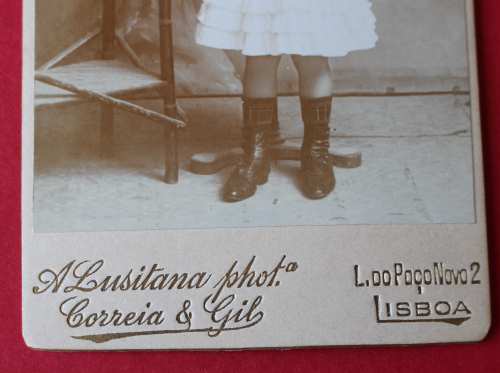 A Lusitana phot.ª
Correia & Gil
L. do Poço Novo 2
LISBOA